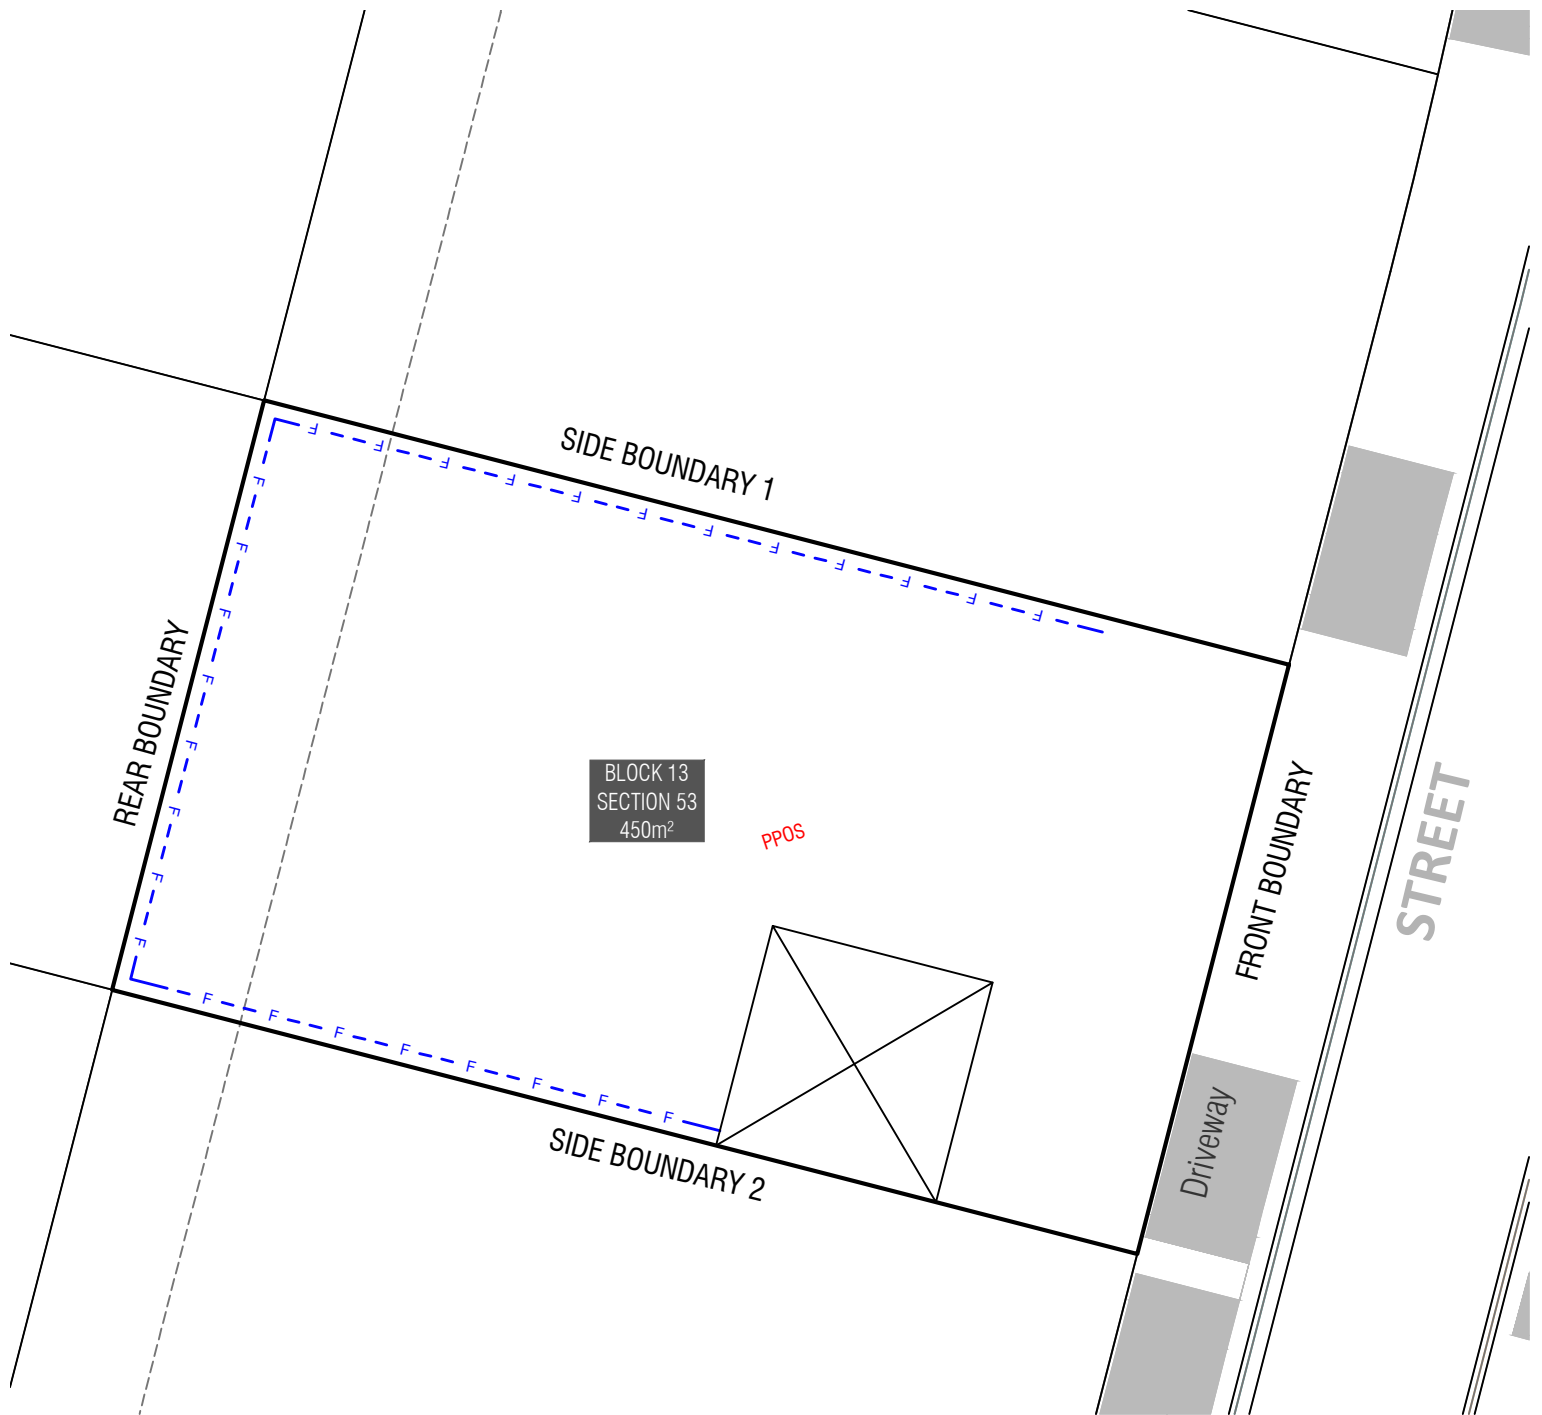 SIDE BOUNDARY 1
F F F F F F F F F F F F
F F F F F F F F
REAR BOUNDARY
BLOCK 13
SECTION 53
450m²
PPOS
FRONT BOUNDARY
STREET
F F F F F F F F
SIDE BOUNDARY 2
Driveway